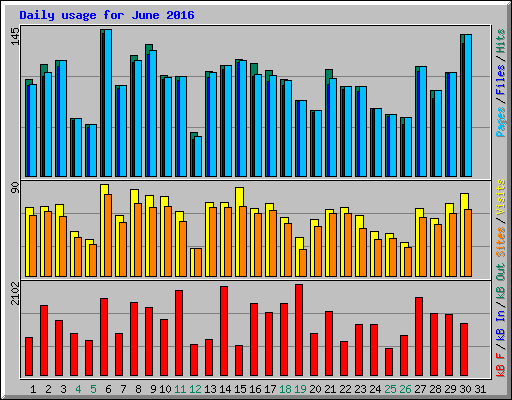 Daily usage for June 2016
145
Pages / Files / Hits
90
Sites / Visits
2102
kB F / kB In / kB Out
1 2 3 4 5 6 7 8 9 10 11 12 13 14 15 16 17 18 19 20 21 22 23 24 25 26 27 28 29 30 31